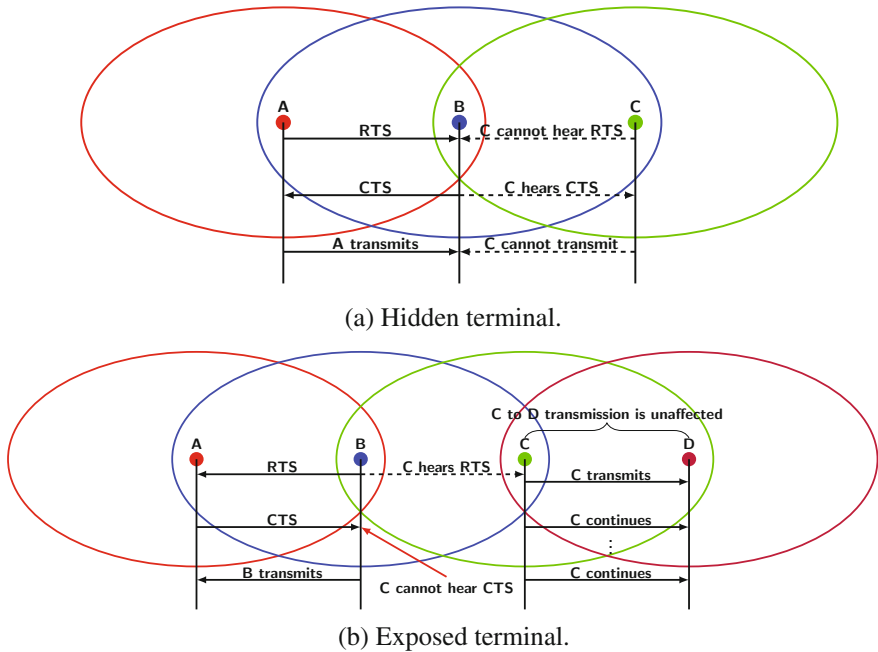 A B C
RTS C cannot hear RTS
CTS C hears CTS
A transmits C cannot transmit
(a) Hidden terminal.
C to D transmission is unaffected
A B C D
RTS C hears RTS
C transmits
CTS C continues
⋮
B transmits C cannot hear CTS C continues
(b) Exposed terminal.